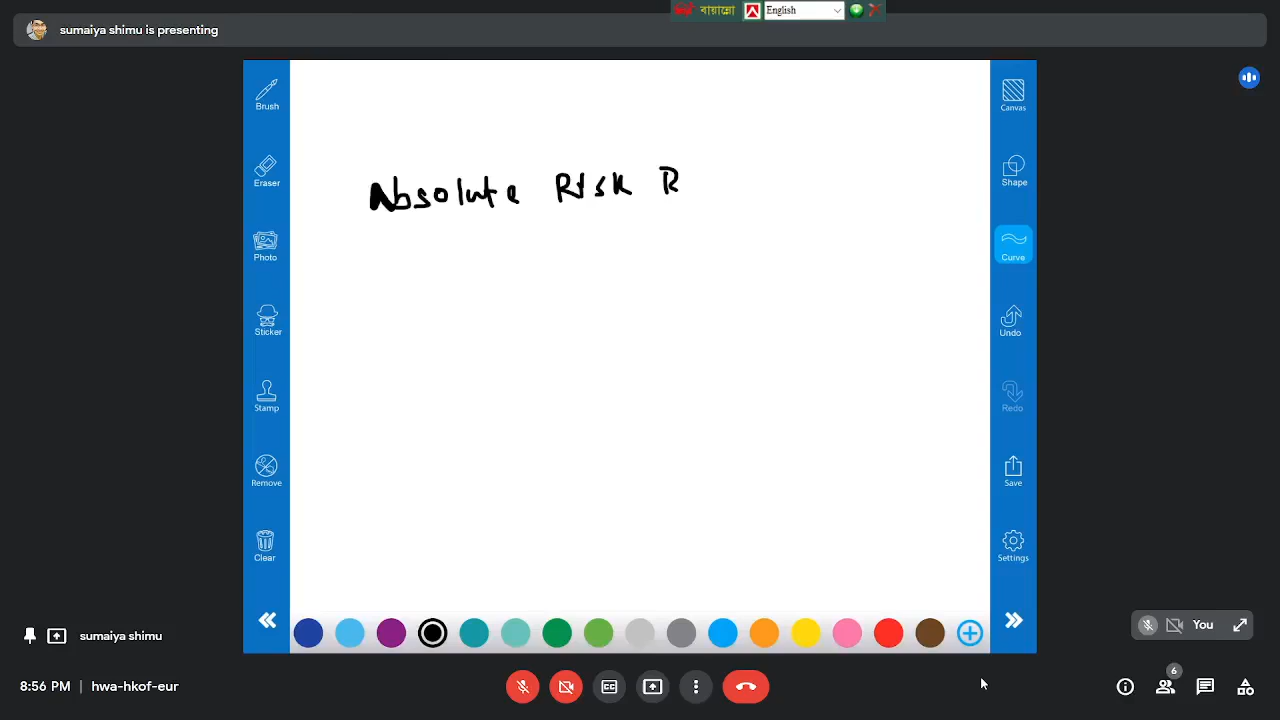 বায়ান্নো English
sumaiya shimu is presenting
Brush
Canvas
Absolute Risk R
Eraser
Shape
Photo
Curve
Sticker
Undo
Stamp
Redo
Remove
Save
Clear
Settings
sumaiya shimu
You
8:56 PM | hwa-hkof-eur
6